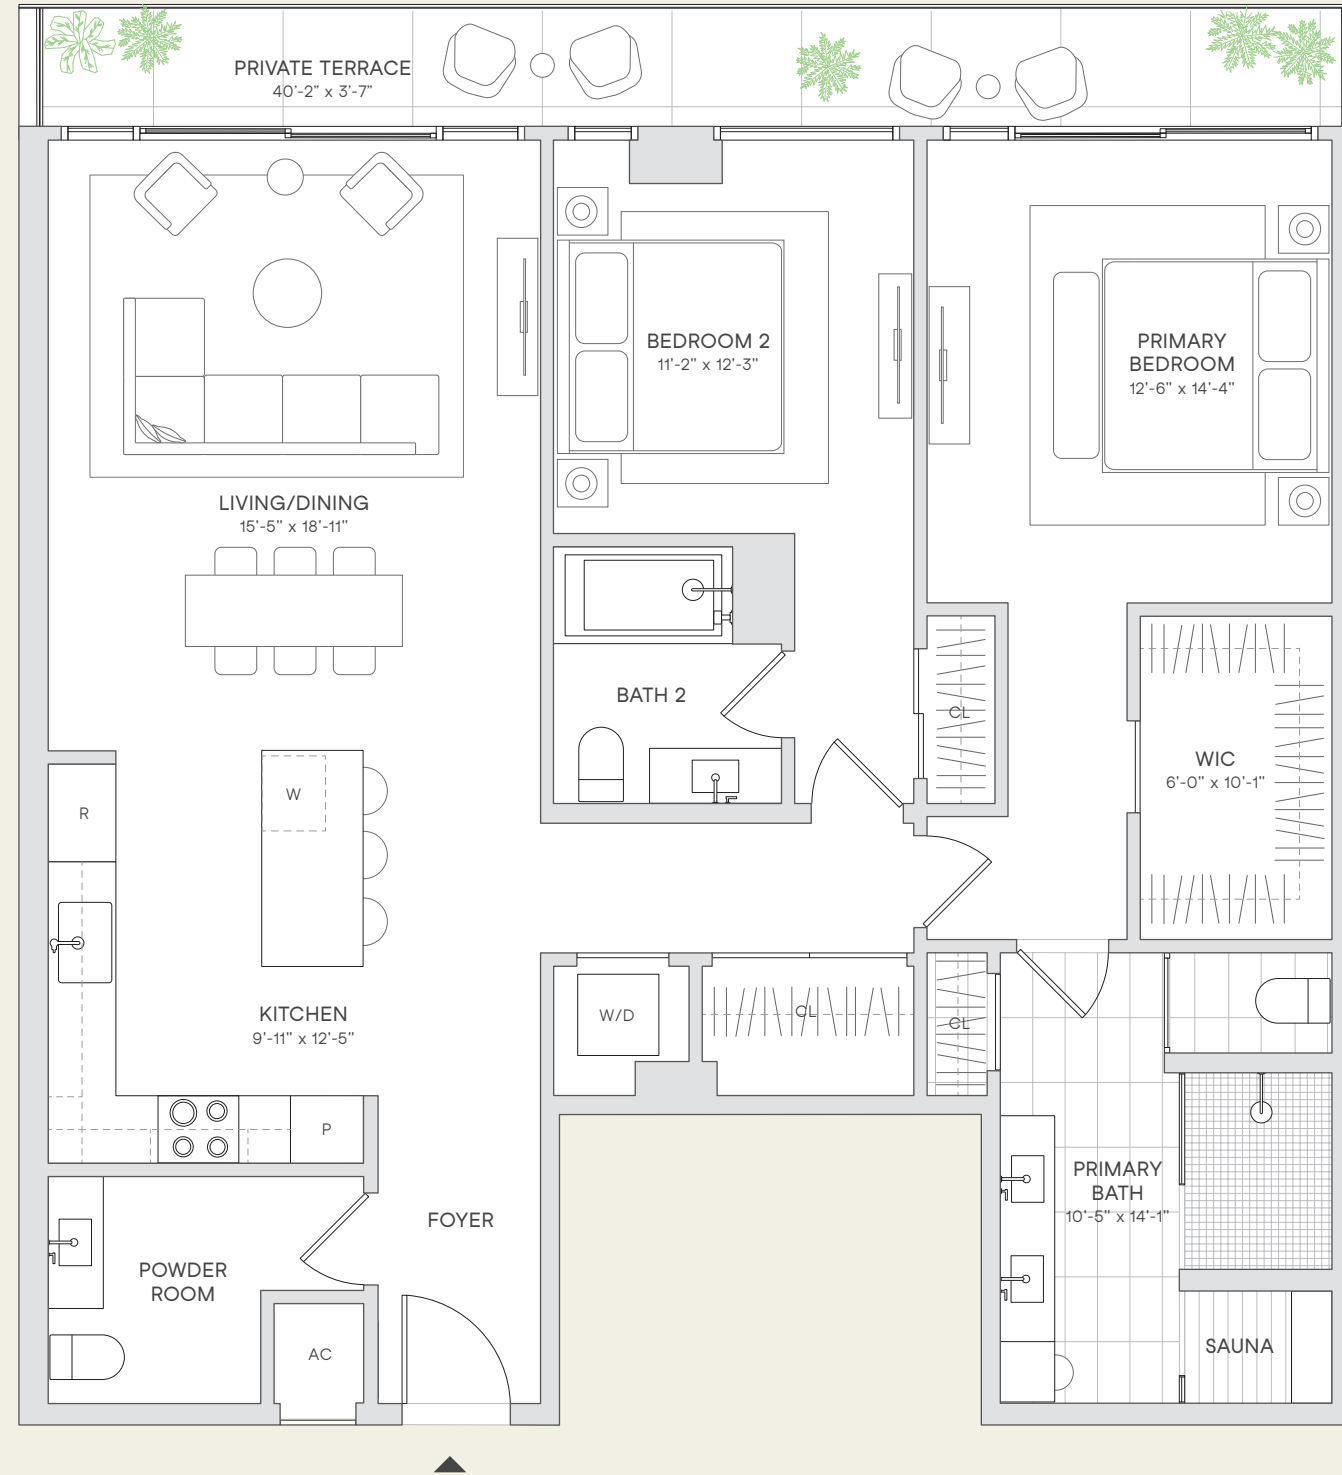 PRIVATE TERRACE
40'-2" x 3'-7"
BEDROOM 2
11'-2" x 12'-3"
PRIMARY
BEDROOM
12'-6" x 14'-4"
LIVING/DINING
15'-5" x 18'-11"
BATH 2
CL
WIC
6'-0" x 10'-1"
R
W
KITCHEN
9'-11" x 12'-5"
W/D
CL
CL
P
PRIMARY
BATH
10'-5" x 14'-1"
FOYER
POWDER
ROOM
AC
SAUNA